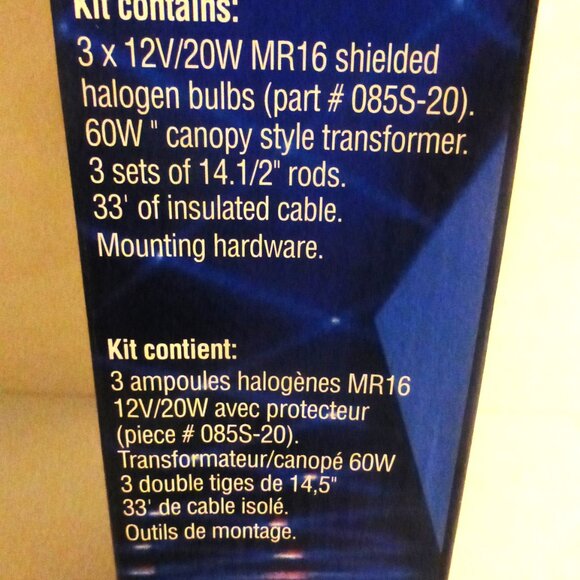 Kit contains:
3 x 12V/20W MR16 shielded
halogen bulbs (part # 085S-20).
60W " canopy style transformer.
3 sets of 14.1/2" rods.
33' of insulated cable.
Mounting hardware.
Kit contient:
3 ampoules halogènes MR16
12V/20W avec protecteur
(piece # 085S-20).
Transformateur/canopé 60W
3 double tiges de 14,5"
33' de cable isolé.
Outils de montage.